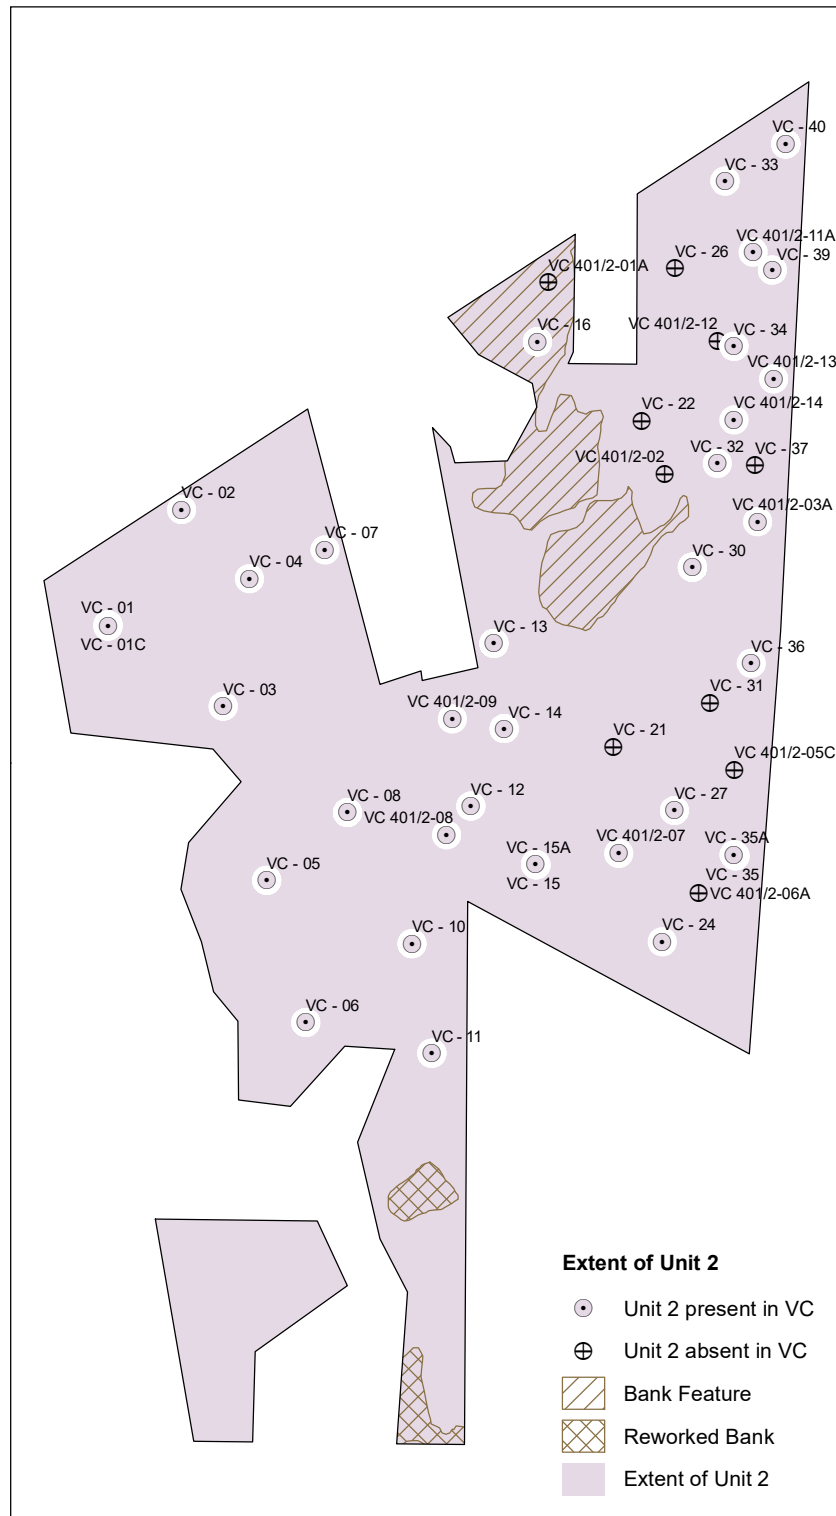 VC - 40
VC - 33
VC 401/2-11A
VC - 26
VC - 39
VC 401/2-01A
VC - 16
VC 401/2-12
VC - 34
VC 401/2-13
VC - 22
VC 401/2-14
VC - 32
VC - 37
VC 401/2-02
VC - 02
VC 401/2-03A
VC - 07
VC - 04
VC - 30
VC - 01
VC - 01C
VC - 13
VC - 36
VC - 03
VC - 31
VC 401/2-09
VC - 14
VC - 21
VC 401/2-05C
VC - 08
VC - 12
VC - 27
VC 401/2-08
VC - 15A
VC - 15
VC 401/2-07
VC - 35A
VC - 05
VC - 35
VC 401/2-06A
VC - 10
VC - 24
VC - 06
VC - 11
Extent of Unit 2
Unit 2 present in VC
Unit 2 absent in VC
Bank Feature
Reworked Bank
Extent of Unit 2